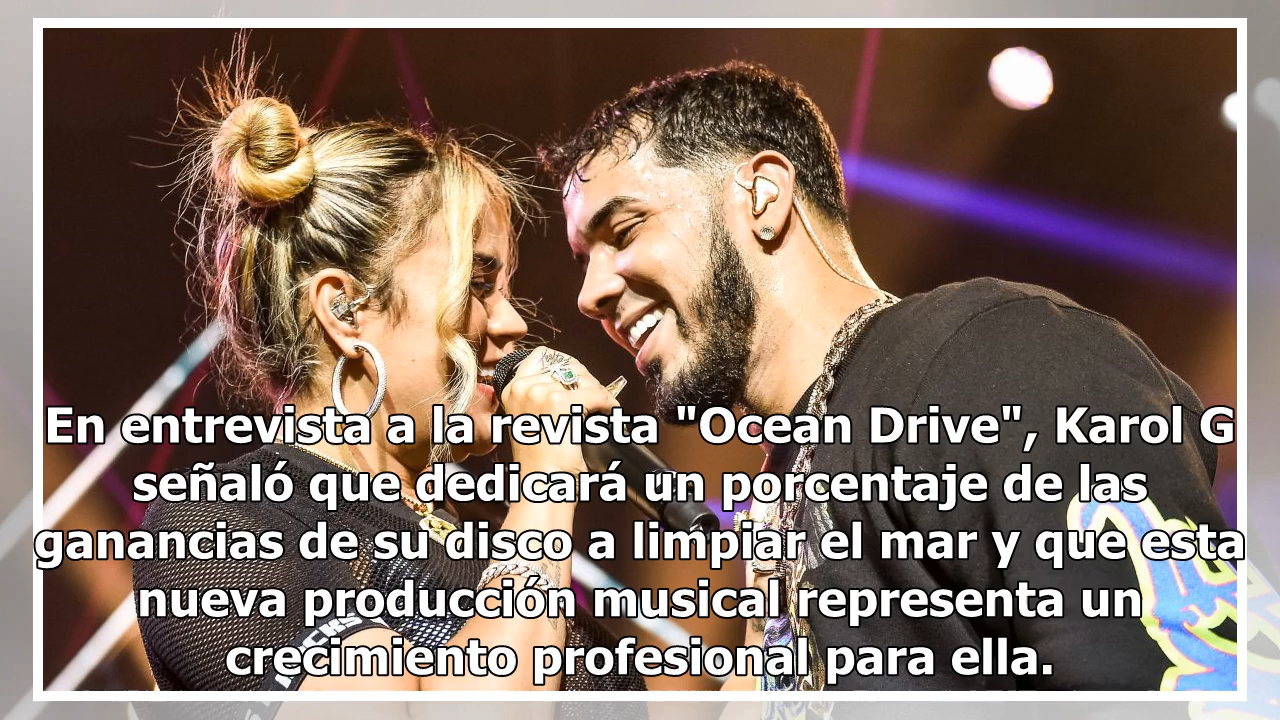 En entrevista a la revista "Ocean Drive", Karol G
señaló que dedicará un porcentaje de las
ganancias de su disco a limpiar el mar y que esta
nueva producción musical representa un
crecimiento profesional para ella.